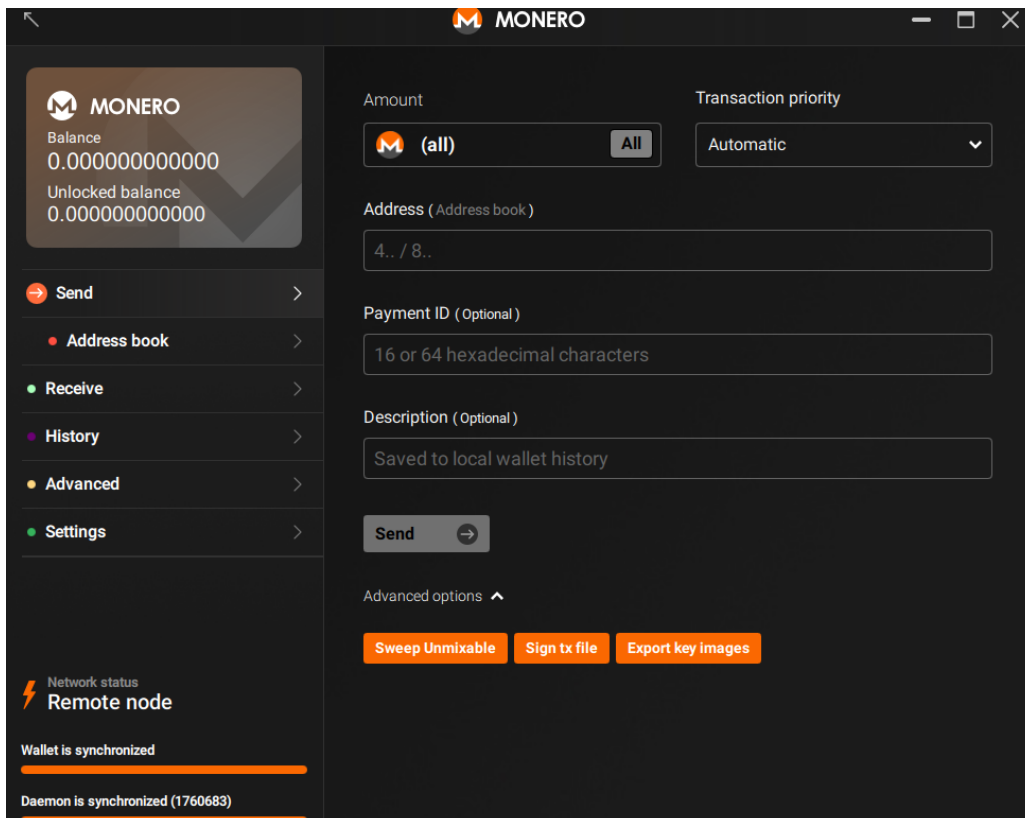 MONERO
MONERO
Balance
0.000000000000
Unlocked balance
0.000000000000
Send
Address book
Receive
History
Advanced
Settings
Network status
Remote node
Wallet is synchronized
Daemon is synchronized (1760683)
Amount
(all) All
Transaction priority
Automatic
Address ( Address book )
4.. / 8..
Payment ID ( Optional )
16 or 64 hexadecimal characters
Description ( Optional )
Saved to local wallet history
Send
Advanced options
Sweep Unmixable Sign tx file Export key images